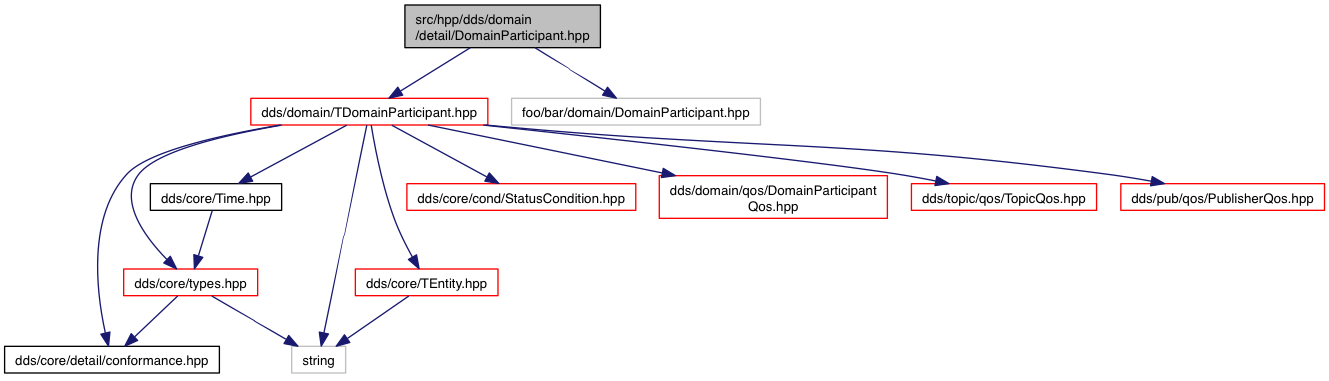 src/hpp/dds/domain
/detail/DomainParticipant.hpp
dds/domain/TDomainParticipant.hpp
foo/bar/domain/DomainParticipant.hpp
dds/core/Time.hpp
dds/core/cond/StatusCondition.hpp
dds/domain/qos/DomainParticipant
Qos.hpp
dds/topic/qos/TopicQos.hpp
dds/pub/qos/PublisherQos.hpp
dds/core/types.hpp
dds/core/TEntity.hpp
dds/core/detail/conformance.hpp
string